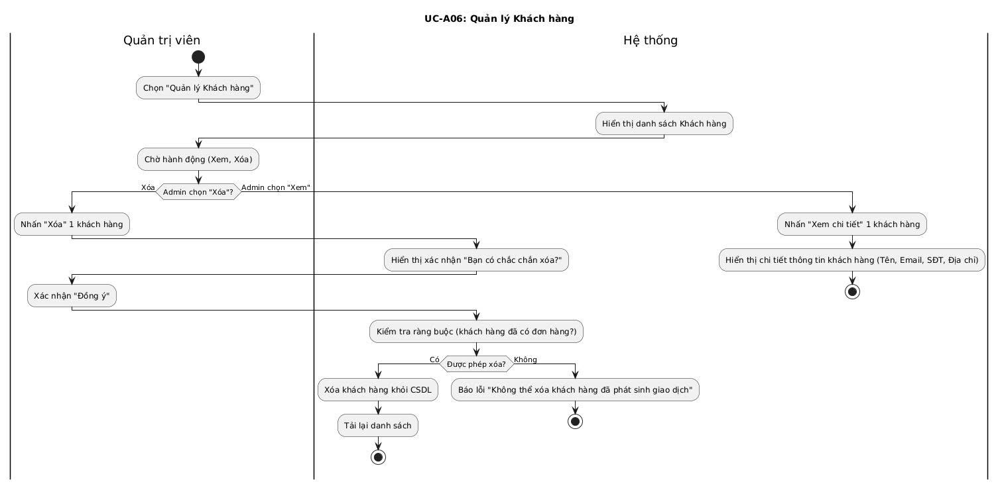 UC-A06: Quản lý Khách hàng
Quản trị viên
Hệ thống
Chọn "Quản lý Khách hàng"
Hiển thị danh sách Khách hàng
Chờ hành động (Xem, Xóa)
Xóa
Admin chọn "Xóa"?
Admin chọn "Xem"
Nhấn "Xóa" 1 khách hàng
Nhấn "Xem chi tiết" 1 khách hàng
Hiển thị xác nhận "Bạn có chắc chắn xóa?"
Hiển thị chi tiết thông tin khách hàng (Tên, Email, SĐT, Địa chỉ)
Xác nhận "Đồng ý"
Kiểm tra ràng buộc (khách hàng đã có đơn hàng?)
Có
Được phép xóa?
Không
Xóa khách hàng khỏi CSDL
Báo lỗi "Không thể xóa khách hàng đã phát sinh giao dịch"
Tải lại danh sách